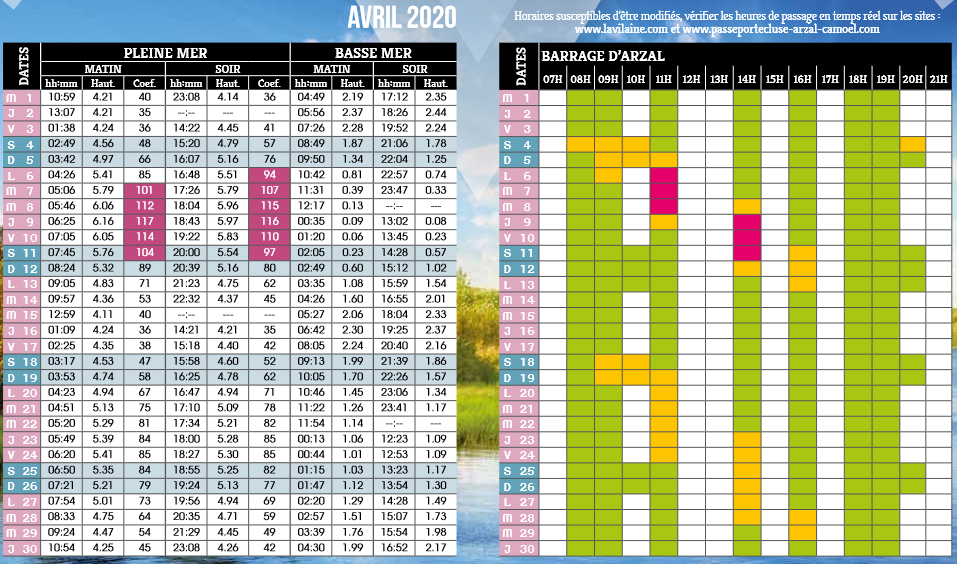 AVRIL 2020
Horaires susceptibles d'être modifiés, vérifier les heures de passage en temps réel sur les sites :
www.lavilaine.com et www.passeportecluse-arzal-camoel.com
DATES PLEINE MER BASSE MER
MATIN SOIR MATIN SOIR
hh:mm Haut. Coef. hh:mm Haut. Coef. hh:mm Haut. hh:mm Haut.
M 1 10:59 4.21 40 23:08 4.14 36 04:49 2.19 17:12 2.35
J 2 13:07 4.21 35 --:-- --- --- 05:56 2.37 18:26 2.44
V 3 01:38 4.24 36 14:22 4.45 41 07:26 2.28 19:52 2.24
S 4 02:49 4.56 48 15:20 4.79 57 08:49 1.87 21:06 1.78
D 5 03:42 4.97 66 16:07 5.16 76 09:50 1.34 22:04 1.25
L 6 04:26 5.41 85 16:48 5.51 94 10:42 0.81 22:57 0.74
M 7 05:06 5.79 101 17:26 5.79 107 11:31 0.39 23:47 0.33
M 8 05:46 6.06 112 18:04 5.96 115 12:17 0.13 --:-- ---
J 9 06:25 6.16 117 18:43 5.97 116 00:35 0.09 13:02 0.08
V 10 07:05 6.05 114 19:22 5.83 110 01:20 0.06 13:45 0.23
S 11 07:45 5.76 104 20:00 5.54 97 02:05 0.23 14:28 0.57
D 12 08:24 5.32 89 20:39 5.16 80 02:49 0.60 15:12 1.02
L 13 09:05 4.83 71 21:23 4.75 62 03:35 1.08 15:59 1.54
M 14 09:57 4.36 53 22:32 4.37 45 04:26 1.60 16:55 2.01
M 15 12:59 4.11 40 --:-- --- --- 05:27 2.06 18:04 2.33
J 16 01:09 4.24 36 14:21 4.21 35 06:42 2.30 19:25 2.37
V 17 02:25 4.35 38 15:18 4.40 42 08:05 2.24 20:40 2.16
S 18 03:17 4.53 47 15:58 4.60 52 09:13 1.99 21:39 1.86
D 19 03:53 4.74 58 16:25 4.78 62 10:05 1.70 22:26 1.57
L 20 04:23 4.94 67 16:47 4.94 71 10:46 1.45 23:06 1.34
M 21 04:51 5.13 75 17:10 5.09 78 11:22 1.26 23:41 1.17
M 22 05:20 5.29 81 17:34 5.21 82 11:54 1.14 --:-- ---
J 23 05:49 5.39 84 18:00 5.28 85 00:13 1.06 12:23 1.09
V 24 06:20 5.41 85 18:27 5.30 85 00:44 1.01 12:53 1.09
S 25 06:50 5.35 84 18:55 5.25 82 01:15 1.03 13:23 1.17
D 26 07:21 5.21 79 19:24 5.13 77 01:47 1.12 13:54 1.30
L 27 07:54 5.01 73 19:56 4.94 69 02:20 1.29 14:28 1.49
M 28 08:33 4.75 64 20:35 4.71 59 02:57 1.51 15:07 1.73
M 29 09:24 4.47 54 21:29 4.45 49 03:39 1.76 15:54 1.98
J 30 10:54 4.25 45 23:08 4.26 42 04:30 1.99 16:52 2.17
DATES BARRAGE D'ARZAL
07H 08H 09H 10H 11H 12H 13H 14H 15H 16H 17H 18H 19H 20H 21H
M 1
J 2
V 3
S 4
D 5
L 6
M 7
M 8
J 9
V 10
S 11
D 12
L 13
M 14
M 15
J 16
V 17
S 18
D 19
L 20
M 21
M 22
J 23
V 24
S 25
D 26
L 27
M 28
M 29
J 30